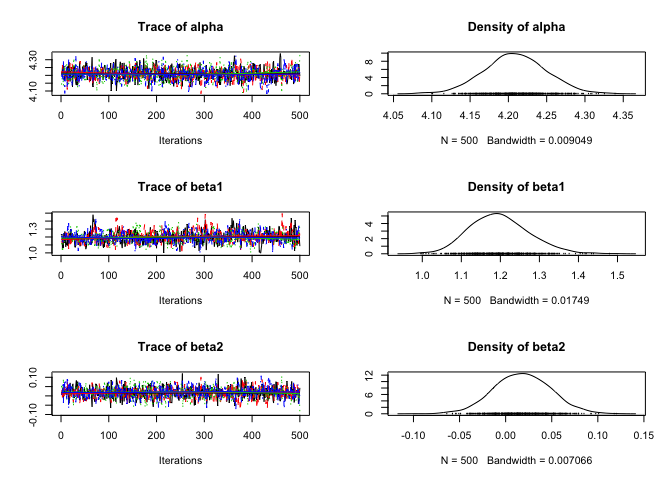 Trace of alpha
4.10 4.30
0 100 200 300 400 500
Iterations
Density of alpha
0 4 8
4.05 4.10 4.15 4.20 4.25 4.30 4.35
N = 500 Bandwidth = 0.009049
Trace of beta1
1.0 1.3
0 100 200 300 400 500
Iterations
Density of beta1
0 2 4
1.0 1.1 1.2 1.3 1.4 1.5
N = 500 Bandwidth = 0.01749
Trace of beta2
-0.10 0.10
0 100 200 300 400 500
Iterations
Density of beta2
0 4 8 12
-0.10 -0.05 0.00 0.05 0.10 0.15
N = 500 Bandwidth = 0.007066